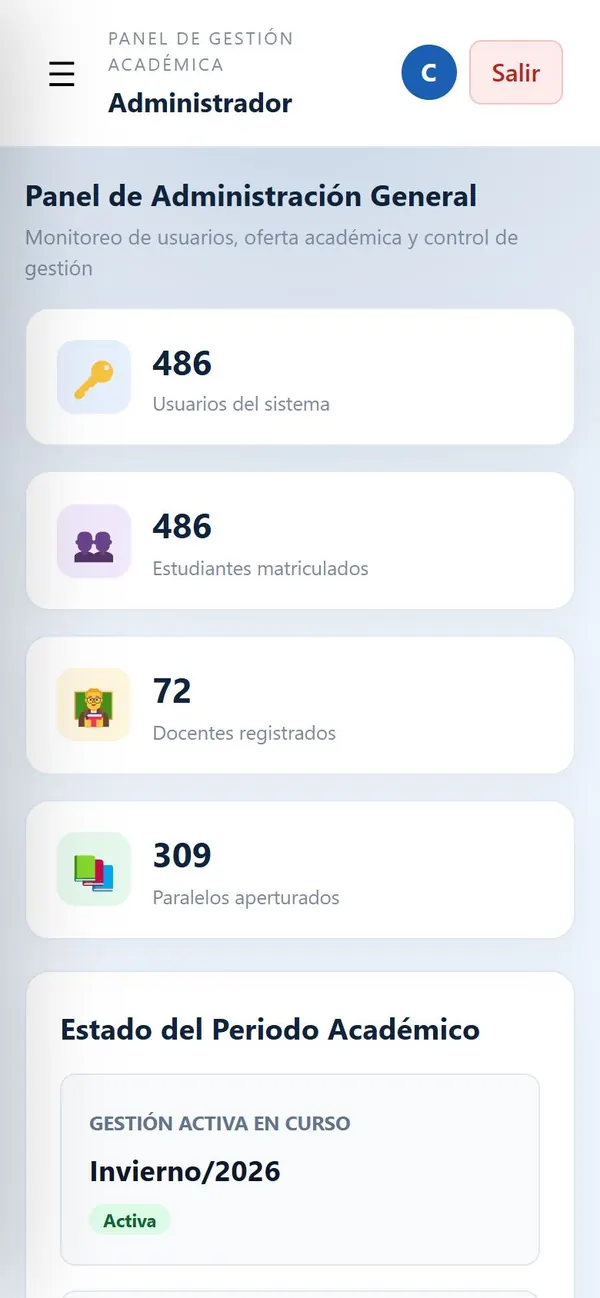 PANEL DE GESTIÓN
ACADÉMICA
Administrador
C
Salir
Panel de Administración General
Monitoreo de usuarios, oferta académica y control de
gestión
486
Usuarios del sistema
486
Estudiantes matriculados
72
Docentes registrados
309
Paralelos aperturados
Estado del Periodo Académico
GESTIÓN ACTIVA EN CURSO
Invierno/2026
Activa